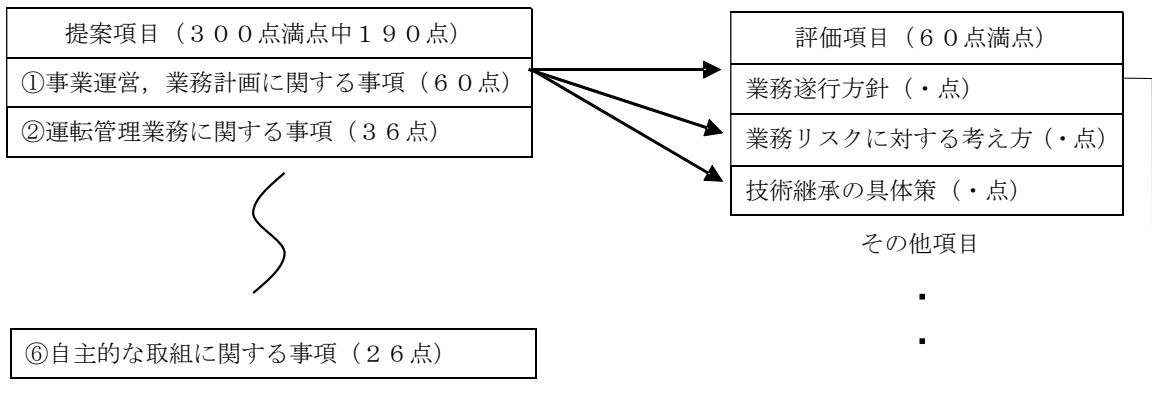 提案項目（３００点満点中１９０点）
①事業運営，業務計画に関する事項（６０点）
②運転管理業務に関する事項（３６点）
⑥自主的な取組に関する事項（２６点）
評価項目（６０点満点）
業務遂行方針（・点）
業務リスクに対する考え方（・点）
技術継承の具体策（・点）
その他項目
・
・